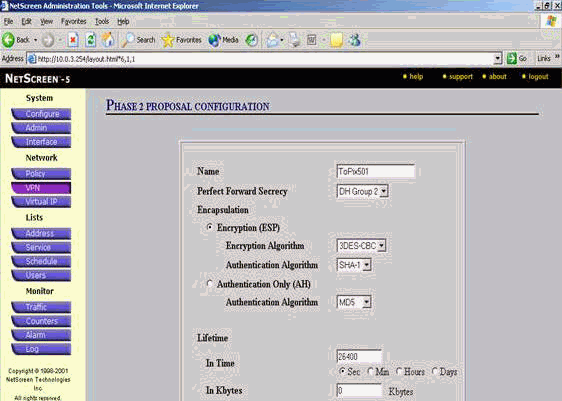 NetScreen Administration Tools - Microsoft Internet Explorer
File Edit View Favorites Tools Help
Back Search Favorites Media
Address http://10.0.3.254/layout.html*6,1,1 Go Links »
NETSCREEN-5 help support about logout
System
Configure
Admin
Interface
Network
Policy
VPN
Virtual IP
Lists
Address
Service
Schedule
Users
Monitor
Traffic
Counters
Alarm
Log
Copyright © 1998-2001
NetScreen Technologies
Inc.
All rights reserved.
PHASE 2 PROPOSAL CONFIGURATION
Name ToPix501
Perfect Forward Secrecy DH Group 2
Encapsulation
Encryption (ESP)
Encryption Algorithm 3DES-CBC
Authentication Algorithm SHA-1
Authentication Only (AH)
Authentication Algorithm MD5
Lifetime
In Time 26400
Sec Min Hours Days
In Kbytes 0 Kbytes